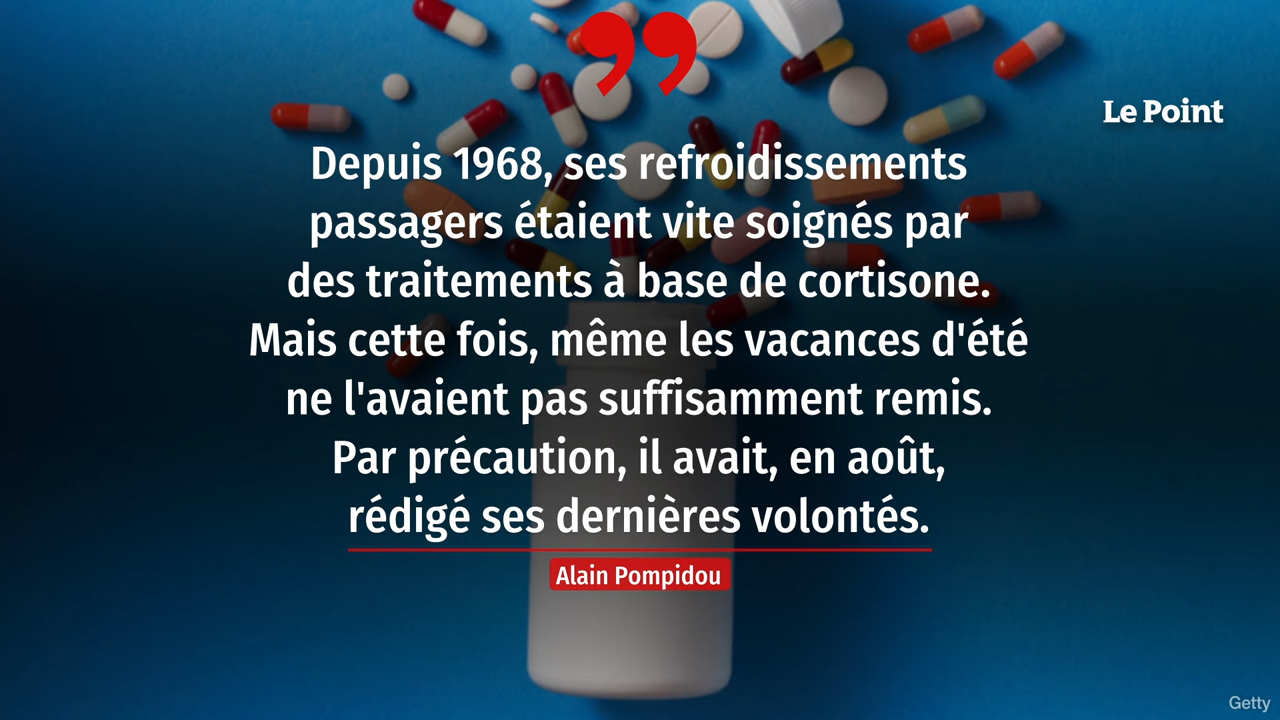 Le Point
Depuis 1968, ses refroidissements
passagers étaient vite soignés par
des traitements à base de cortisone.
Mais cette fois, même les vacances d'été
ne l'avaient pas suffisamment remis.
Par précaution, il avait, en août,
rédigé ses dernières volontés.
Alain Pompidou
Getty